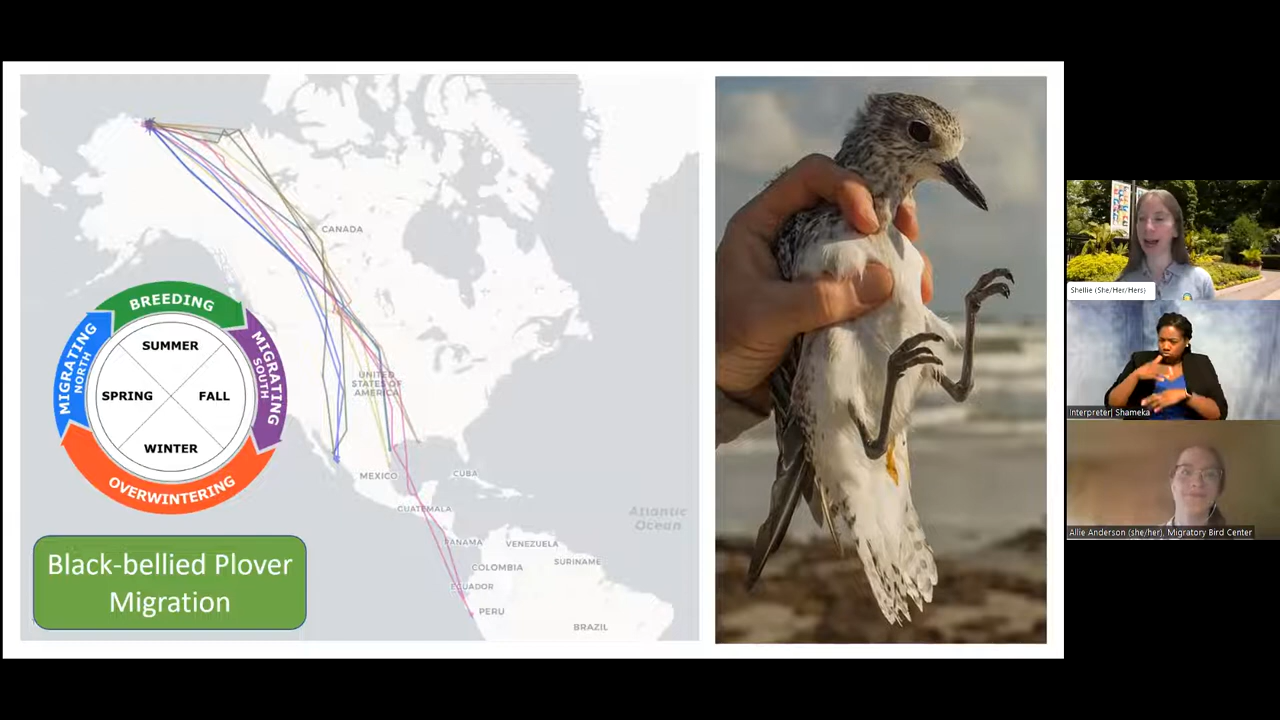 CANADA
UNITED
STATES OF
AMERICA
MEXICO
CUBA
GUATEMALA
PANAMA
VENEZUELA
COLOMBIA
SURINAME
ECUADOR
PERU
BRAZIL
Atlantic
Ocean
BREEDING
MIGRATING
SOUTH
OVERWINTERING
MIGRATING
NORTH
SUMMER
SPRING
FALL
WINTER
Black-bellied Plover
Migration
Shellie (She/Her/Hers)
Interpreter| Shameka
Allie Anderson (she/her), Migratory Bird Center